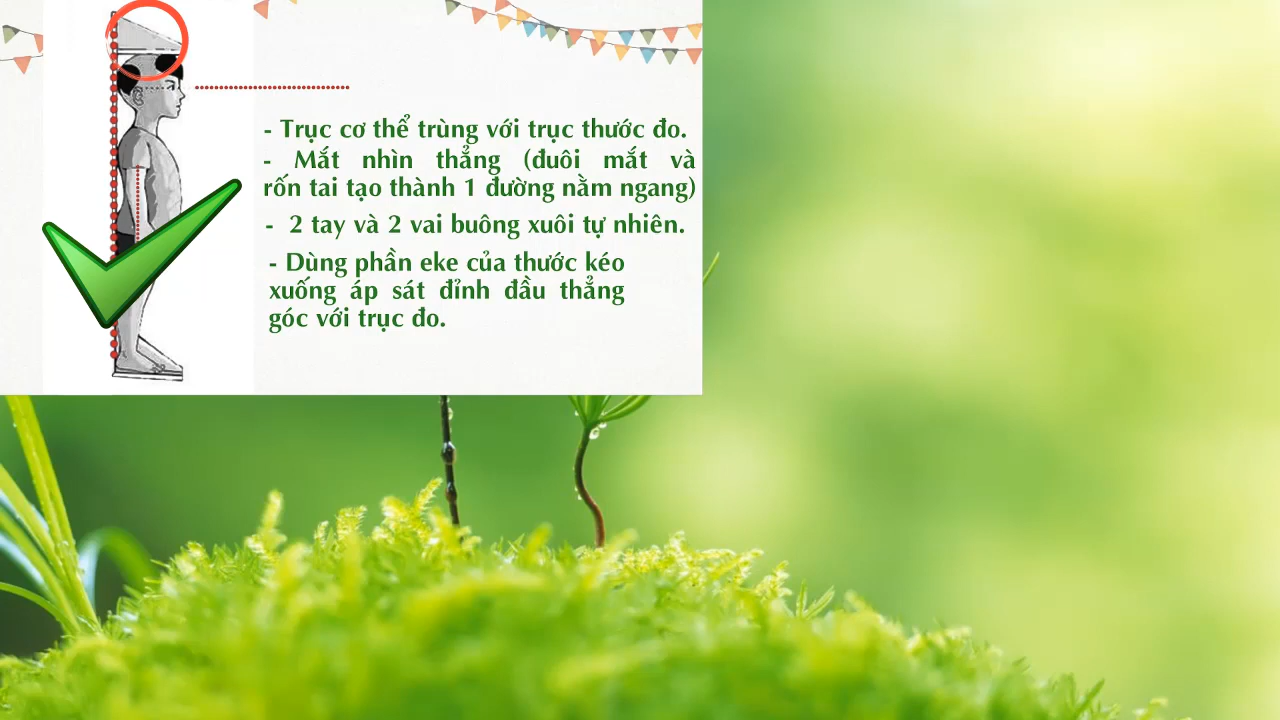 - Trục cơ thể trùng với trục thước đo.
- Mắt nhìn thẳng (đuôi mắt và
rốn tai tạo thành 1 đường nằm ngang)
- 2 tay và 2 vai buông xuôi tự nhiên.
- Dùng phần eke của thước kéo
xuống áp sát đỉnh đầu thẳng
góc với trục đo.